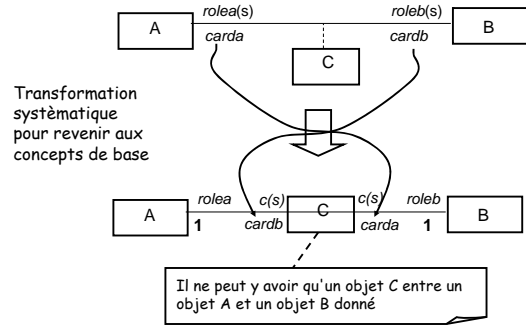 rolea(s) roleb(s)
A B
carda cardb
C
Transformation
systèmatique
pour revenir aux
concepts de base
rolea c(s) c(s) roleb
A C B
1 cardb carda 1
Il ne peut y avoir qu'un objet C entre un
objet A et un objet B donné